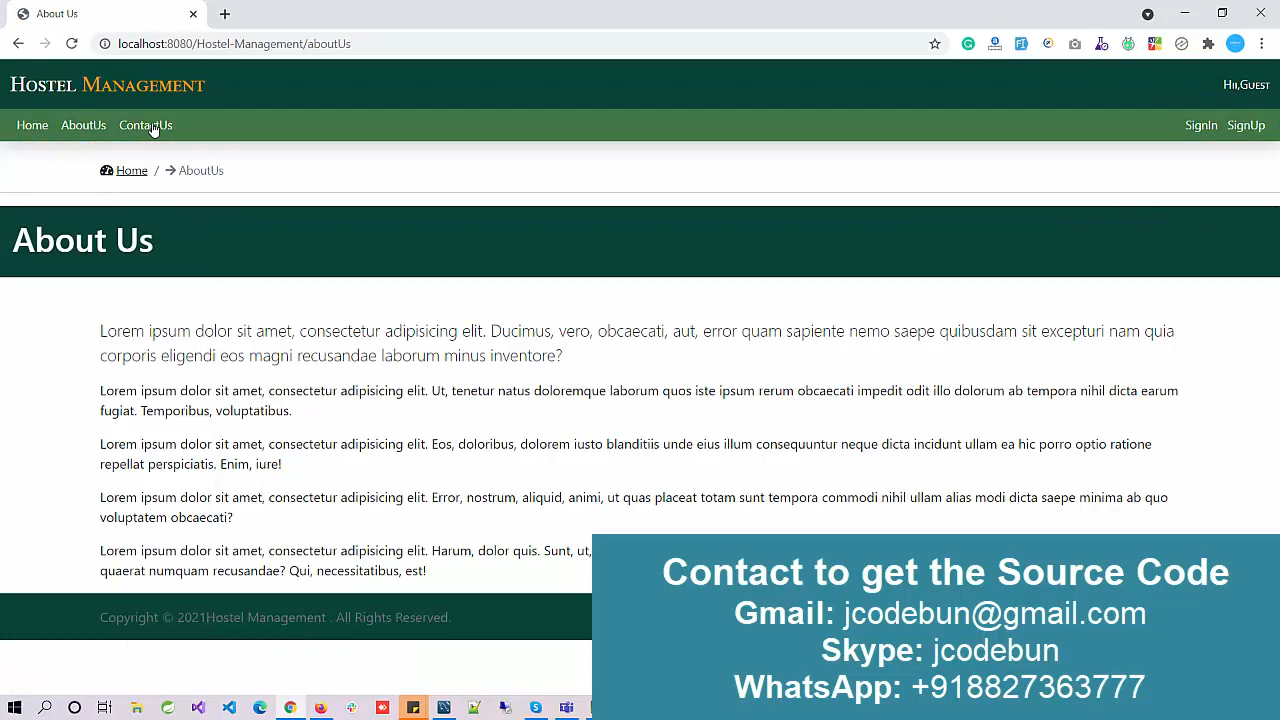 About Us
localhost:8080/Hostel-Management/aboutUs
Hostel Management
Hii,Guest
Home AboutUs ContactUs SignIn SignUp
Home / AboutUs
About Us
Lorem ipsum dolor sit amet, consectetur adipisicing elit. Ducimus, vero, obcaecati, aut, error quam sapiente nemo saepe quibusdam sit excepturi nam quia
corporis eligendi eos magni recusandae laborum minus inventore?
Lorem ipsum dolor sit amet, consectetur adipisicing elit. Ut, tenetur natus doloremque laborum quos iste ipsum rerum obcaecati impedit odit illo dolorum ab tempora nihil dicta earum
fugiat. Temporibus, voluptatibus.
Lorem ipsum dolor sit amet, consectetur adipisicing elit. Eos, doloribus, dolorem iusto blanditiis unde eius illum consequuntur neque dicta incidunt ullam ea hic porro optio ratione
repellat perspiciatis. Enim, iure!
Lorem ipsum dolor sit amet, consectetur adipisicing elit. Error, nostrum, aliquid, animi, ut quas placeat totam sunt tempora commodi nihil ullam alias modi dicta saepe minima ab quo
voluptatem obcaecati?
Lorem ipsum dolor sit amet, consectetur adipisicing elit. Harum, dolor quis. Sunt, ut,
quaerat numquam recusandae? Qui, necessitatibus, est!
Copyright © 2021Hostel Management . All Rights Reserved.
Contact to get the Source Code
Gmail: jcodebun@gmail.com
Skype: jcodebun
WhatsApp: +918827363777